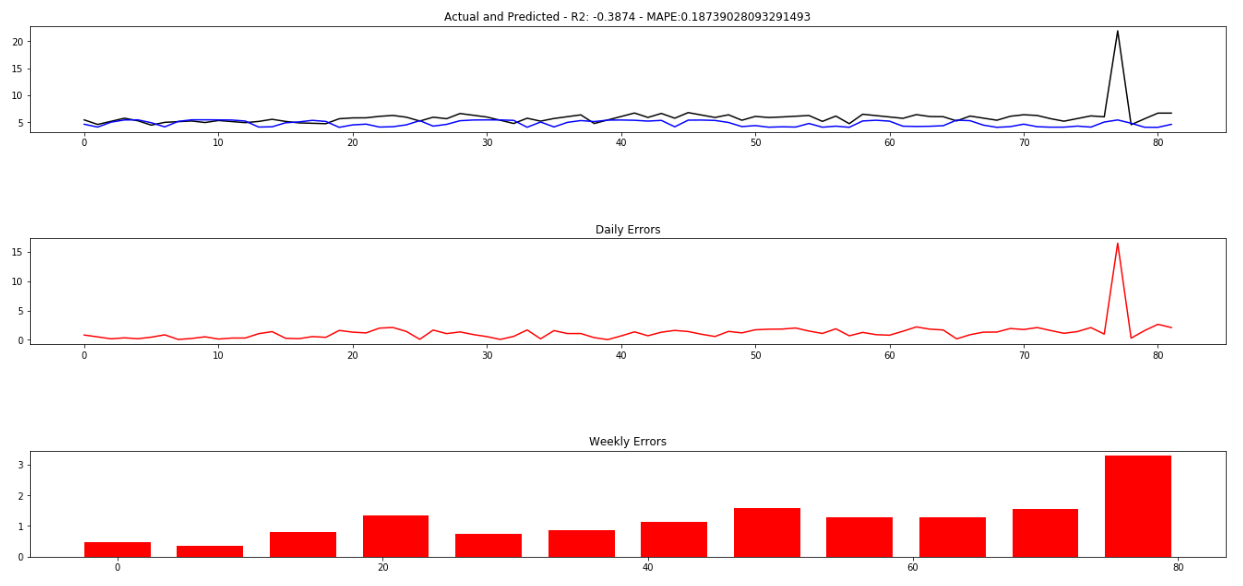 Actual and Predicted - R2: -0.3874 - MAPE:0.18739028093291493
20
15
10
5
0 10 20 30 40 50 60 70 80
Daily Errors
15
10
5
0
0 10 20 30 40 50 60 70 80
Weekly Errors
3
2
1
0
0 20 40 60 80